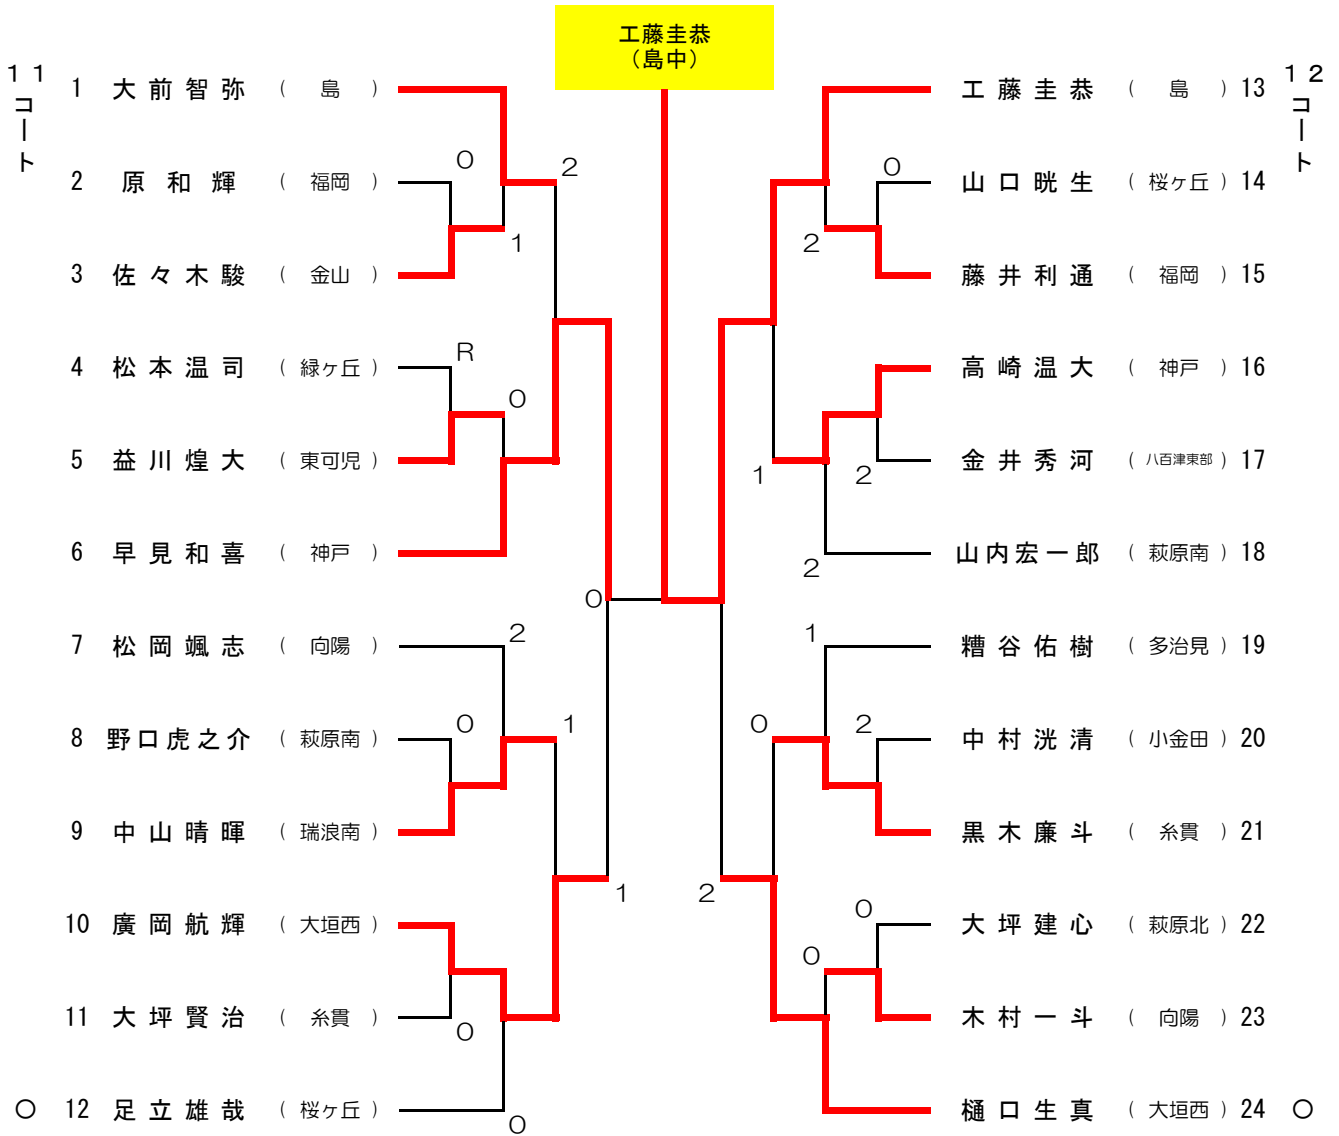 工藤圭恭
（島中）
１１コート
1 大前智弥 （ 島 ）
2 原和輝 （ 福岡 ）
3 佐々木駿 （ 金山 ）
4 松本温司 （ 緑ヶ丘 ）
5 益川煌大 （ 東可児 ）
6 早見和喜 （ 神戸 ）
7 松岡颯志 （ 向陽 ）
8 野口虎之介 （ 萩原南 ）
9 中山晴暉 （ 瑞浪南 ）
10 廣岡航輝 （ 大垣西 ）
11 大坪賢治 （ 糸貫 ）
○ 12 足立雄哉 （ 桜ヶ丘 ）
0
2
1
R
0
0
2
0
1
1
0
0
１２コート
工藤圭恭 （ 島 ） 13
山口晄生 （ 桜ヶ丘 ） 14
藤井利通 （ 福岡 ） 15
高崎温大 （ 神戸 ） 16
金井秀河 （ 八百津東部 ） 17
山内宏一郎 （ 萩原南 ） 18
糟谷佑樹 （ 多治見 ） 19
中村洸清 （ 小金田 ） 20
黒木廉斗 （ 糸貫 ） 21
大坪建心 （ 萩原北 ） 22
木村一斗 （ 向陽 ） 23
樋口生真 （ 大垣西 ） 24 ○
0
2
1
2
2
1
0
2
2
0
0